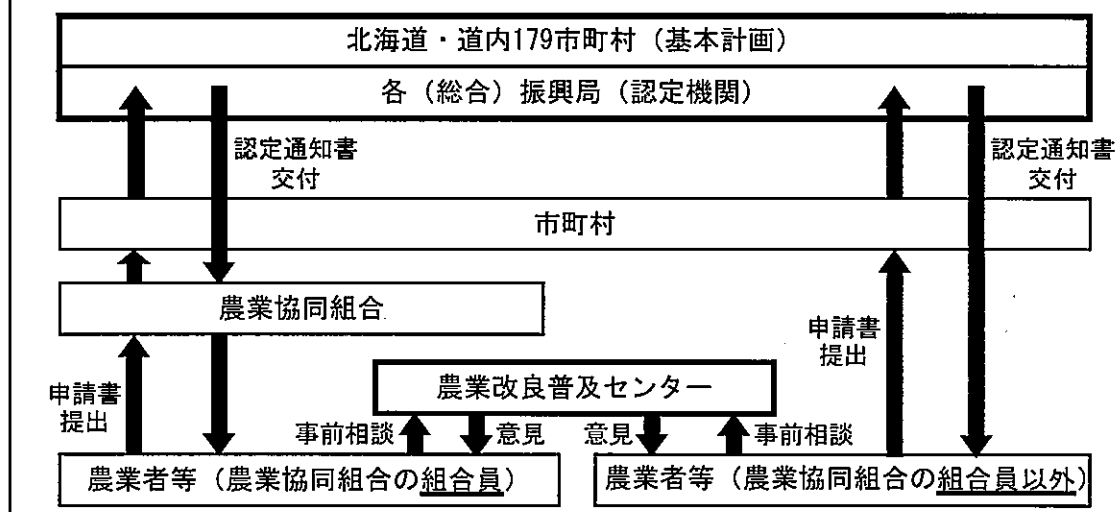 北海道・道内179市町村（基本計画）
各（総合）振興局（認定機関）
認定通知書
交付
認定通知書
交付
市町村
農業協同組合
申請書
提出
申請書
提出
農業改良普及センター
事前相談
意見
意見
事前相談
農業者等（農業協同組合の組合員）
農業者等（農業協同組合の組合員以外）